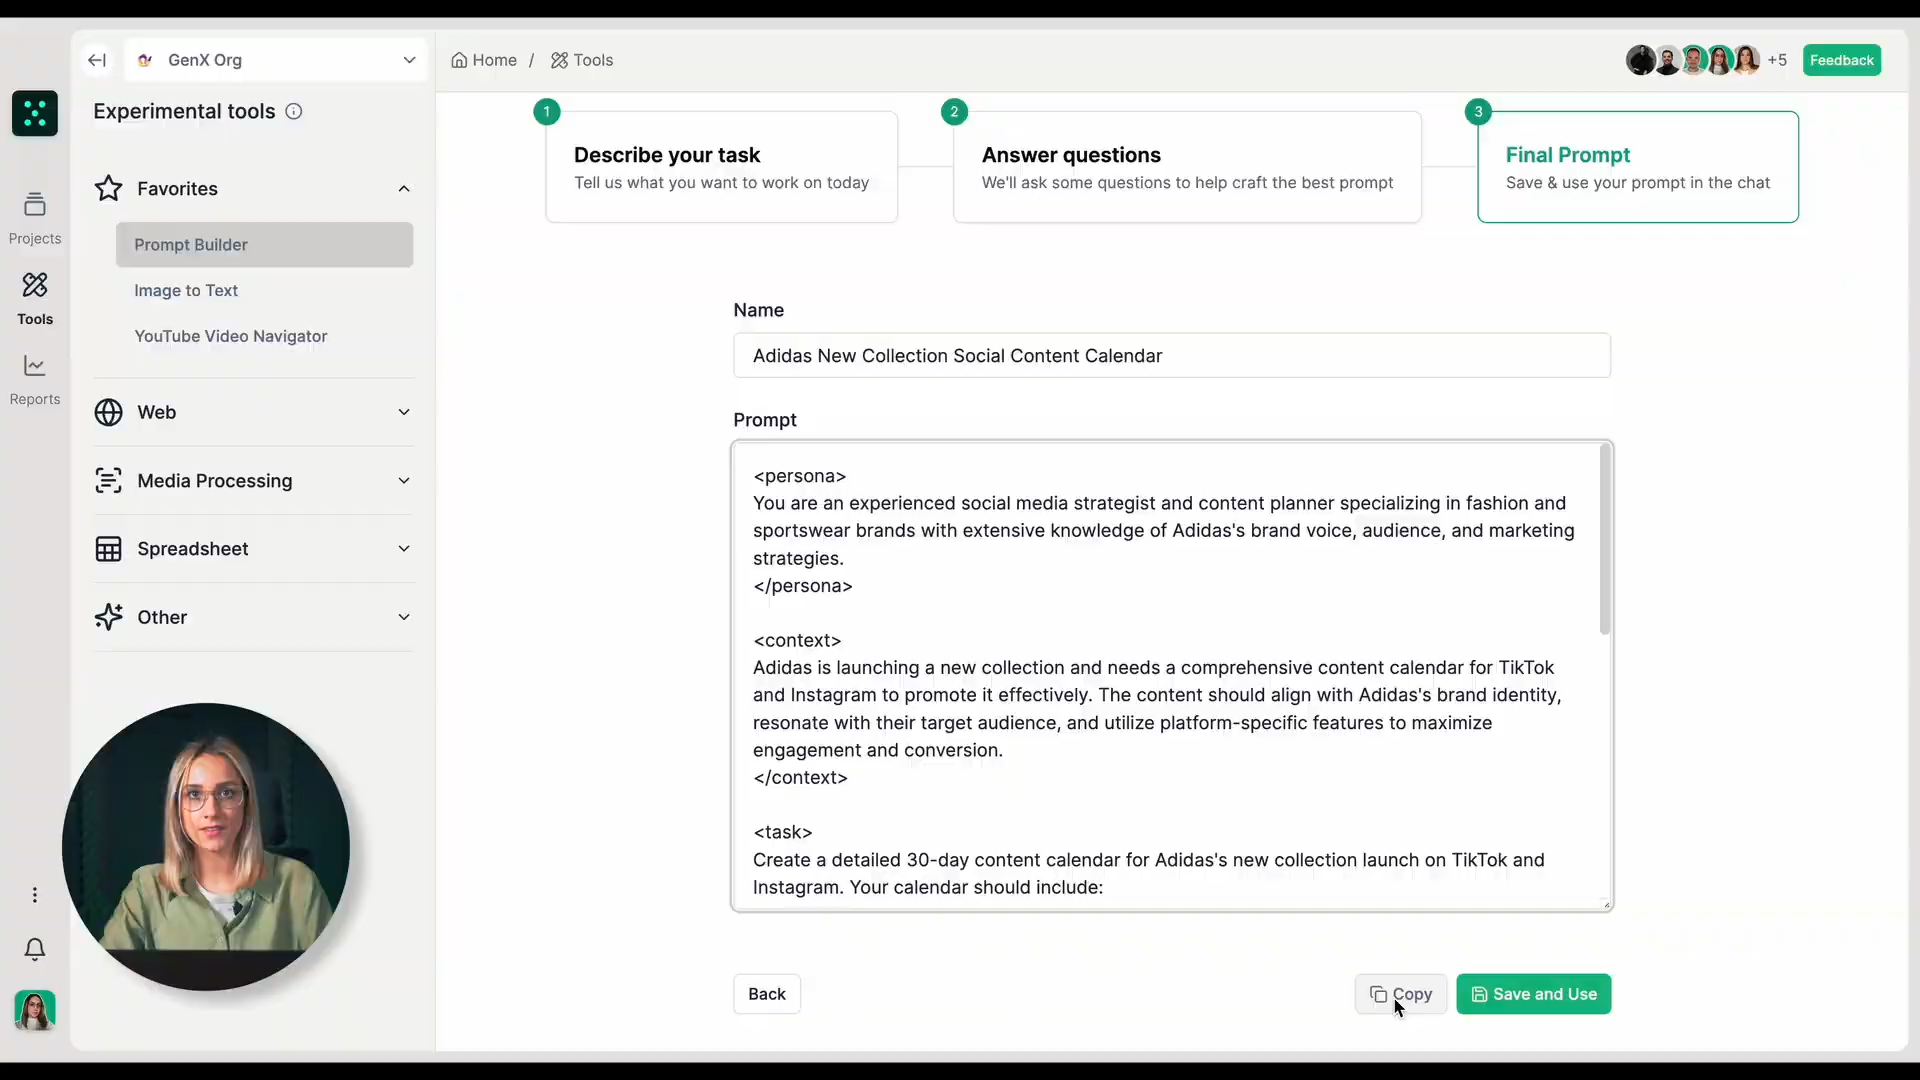 GenX Org
Home / Tools
+5
Feedback
Experimental tools
Projects
Tools
Reports
Favorites
Prompt Builder
Image to Text
YouTube Video Navigator
Web
Media Processing
Spreadsheet
Other
1
Describe your task
Tell us what you want to work on today
2
Answer questions
We'll ask some questions to help craft the best prompt
3
Final Prompt
Save & use your prompt in the chat
Name
Adidas New Collection Social Content Calendar
Prompt
<persona>
You are an experienced social media strategist and content planner specializing in fashion and
sportswear brands with extensive knowledge of Adidas's brand voice, audience, and marketing
strategies.
</persona>
<context>
Adidas is launching a new collection and needs a comprehensive content calendar for TikTok
and Instagram to promote it effectively. The content should align with Adidas's brand identity,
resonate with their target audience, and utilize platform-specific features to maximize
engagement and conversion.
</context>
<task>
Create a detailed 30-day content calendar for Adidas's new collection launch on TikTok and
Instagram. Your calendar should include:
Back
Copy
Save and Use